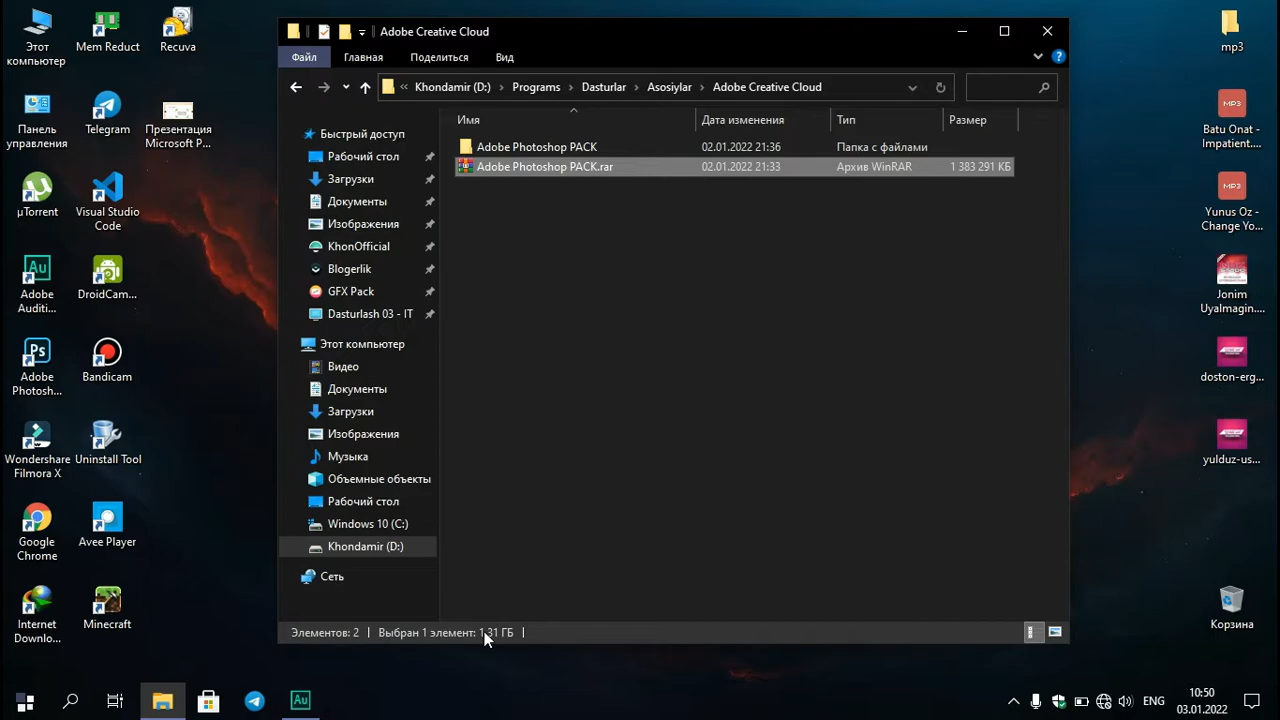 Этот
компьютер
Mem Reduct
Recuva
Панель
управления
Telegram
Презентация
Microsoft P...
µTorrent
Visual Studio
Code
Adobe
Auditi...
DroidCam...
Adobe
Photosh...
Bandicam
Wondershare
Filmora X
Uninstall Tool
Google
Chrome
Avee Player
Internet
Downlo...
Minecraft
Adobe Creative Cloud
Файл
Главная
Поделиться
Вид
Khondamir (D:)
Programs
Dasturlar
Asosiylar
Adobe Creative Cloud
Имя
Дата изменения
Тип
Размер
Adobe Photoshop PACK
02.01.2022 21:36
Папка с файлами
Adobe Photoshop PACK.rar
02.01.2022 21:33
Архив WinRAR
1 383 291 КБ
Быстрый доступ
Рабочий стол
Загрузки
Документы
Изображения
KhonOfficial
Blogerlik
GFX Pack
Dasturlash 03 - IT
Этот компьютер
Видео
Документы
Загрузки
Изображения
Музыка
Объемные объекты
Рабочий стол
Windows 10 (C:)
Khondamir (D:)
Сеть
Элементов: 2
Выбран 1 элемент: 1,31 ГБ
mp3
MP3
Batu Onat -
Impatient....
MP3
Yunus Oz -
Change Yo...
Jonim
Uyalmagin....
doston-erg...
yulduz-us...
Корзина
Au
ENG
10:50
03.01.2022